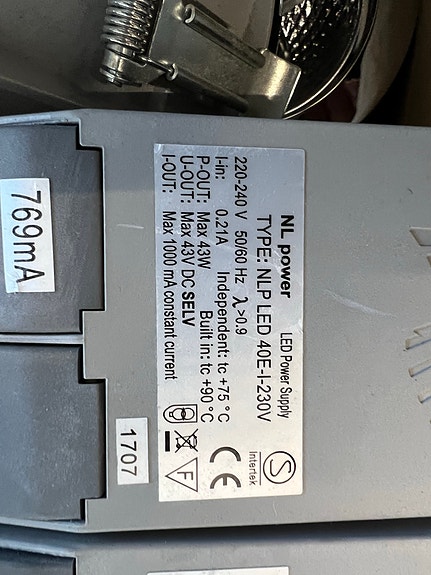 NL power
LED Power Supply
TYPE: NLP LED 40E-I-230V
220-240 V 50/60 Hz λ>0.9
I-in: 0.21A Independent: tc +75 °C
P-OUT: Max 43W Built in: tc +90 °C
U-OUT: Max 43V DC SELV
I-OUT: Max 1000 mA constant current
S
Intertek
CE
F
769mA
1707